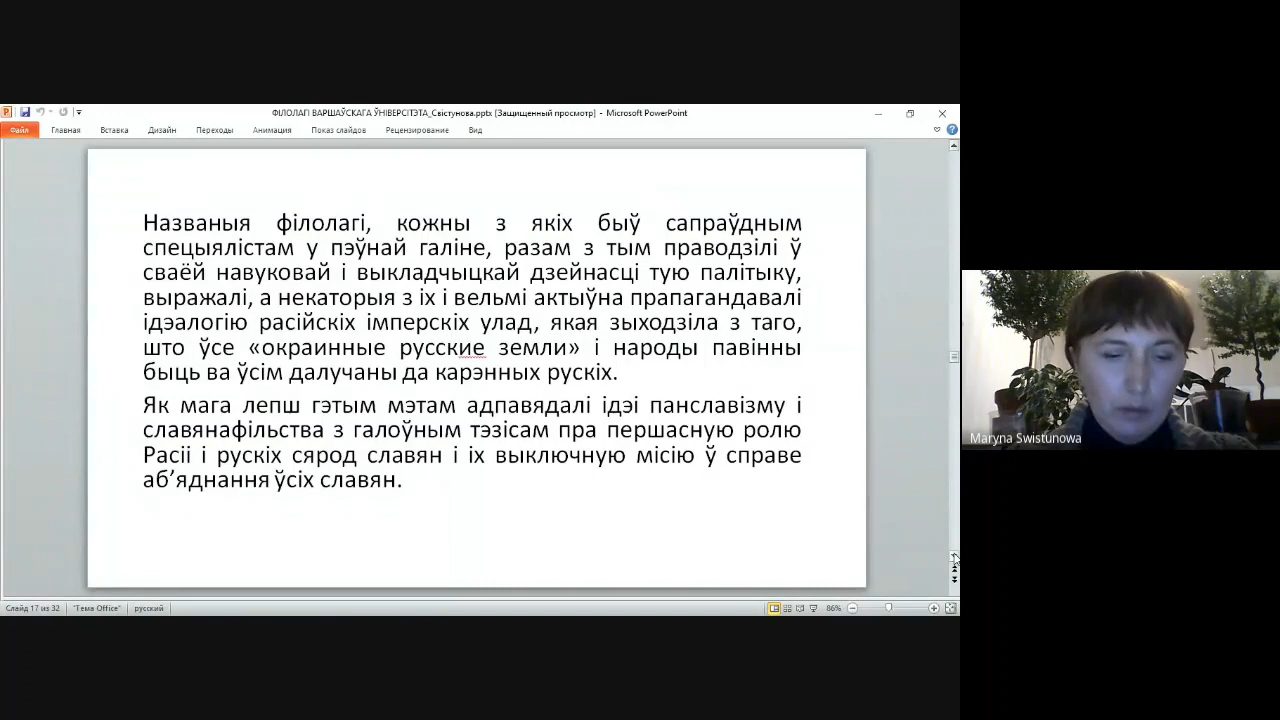 ФІЛОЛАГІ ВАРШАЎСКАГА ЎНІВЕРСІТЭТА_Свістунова.pptx [Защищенный просмотр] - Microsoft PowerPoint
Файл Главная Вставка Дизайн Переходы Анимация Показ слайдов Рецензирование Вид
Названыя філолагі, кожны з якіх быў сапраўдным
спецыялістам у пэўнай галіне, разам з тым праводзілі ў
сваёй навуковай і выкладчыцкай дзейнасці тую палітыку,
выражалі, а некаторыя з іх і вельмі актыўна прапагандавалі
ідэалогію расійскіх імперскіх улад, якая зыходзіла з таго,
што ўсе «окраинные русские земли» і народы павінны
быць ва ўсім далучаны да карэнных рускіх.
Як мага лепш гэтым мэтам адпавядалі ідэі панславізму і
славянафільства з галоўным тэзісам пра першасную ролю
Расіі і рускіх сярод славян і іх выключную місію ў справе
аб’яднання ўсіх славян.
Maryna Swistunowa
Слайд 17 из 32 "Тема Office" русский 86%